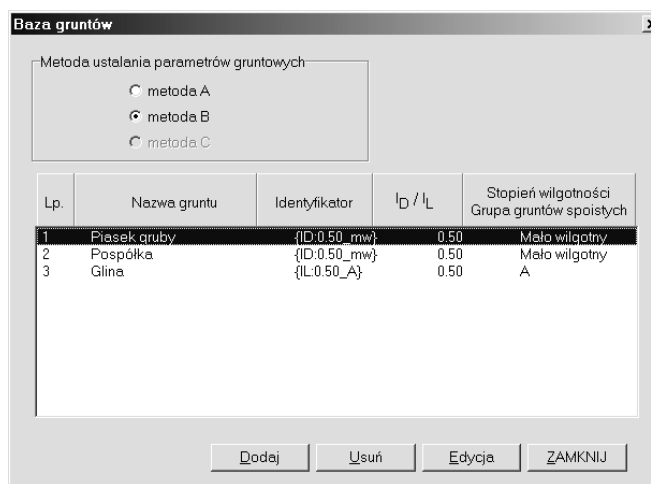 Baza gruntów
Metoda ustalania parametrów gruntowych
metoda A
metoda B
metoda C
Lp. Nazwa gruntu Identyfikator ID / IL Stopień wilgotności Grupa gruntów spoistych
1 Piasek gruby {ID:0.50_mw} 0.50 Mało wilgotny
2 Pospółka {ID:0.50_mw} 0.50 Mało wilgotny
3 Glina {IL:0.50_A} 0.50 A
Dodaj Usuń Edycja ZAMKNIJ